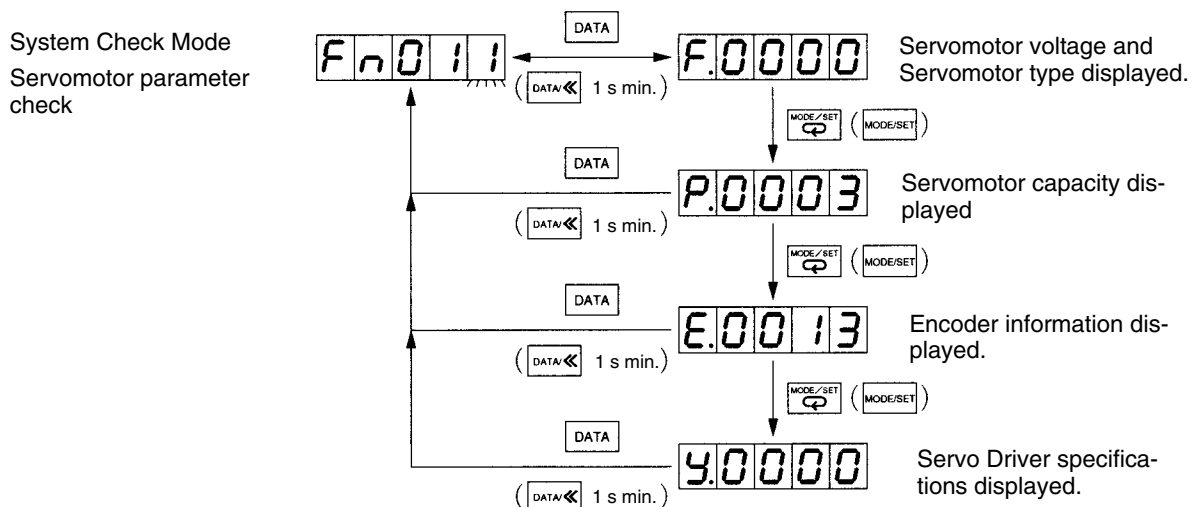 System Check Mode
Servomotor parameter
check
Fn011
DATA
(DATA/≪ 1 s min.)
F.0000
Servomotor voltage and
Servomotor type displayed.
MODE/SET (MODE/SET)
DATA
(DATA/≪ 1 s min.)
P.0003
Servomotor capacity dis-
played
MODE/SET (MODE/SET)
DATA
(DATA/≪ 1 s min.)
E.0013
Encoder information dis-
played.
MODE/SET (MODE/SET)
DATA
(DATA/≪ 1 s min.)
y.0000
Servo Driver specifica-
tions displayed.